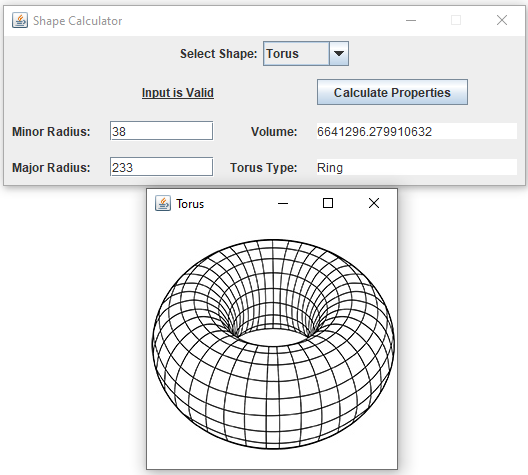 Shape Calculator
Select Shape: Torus
Input is Valid Calculate Properties
Minor Radius: 38 Volume: 6641296.279910632
Major Radius: 233 Torus Type: Ring
Torus